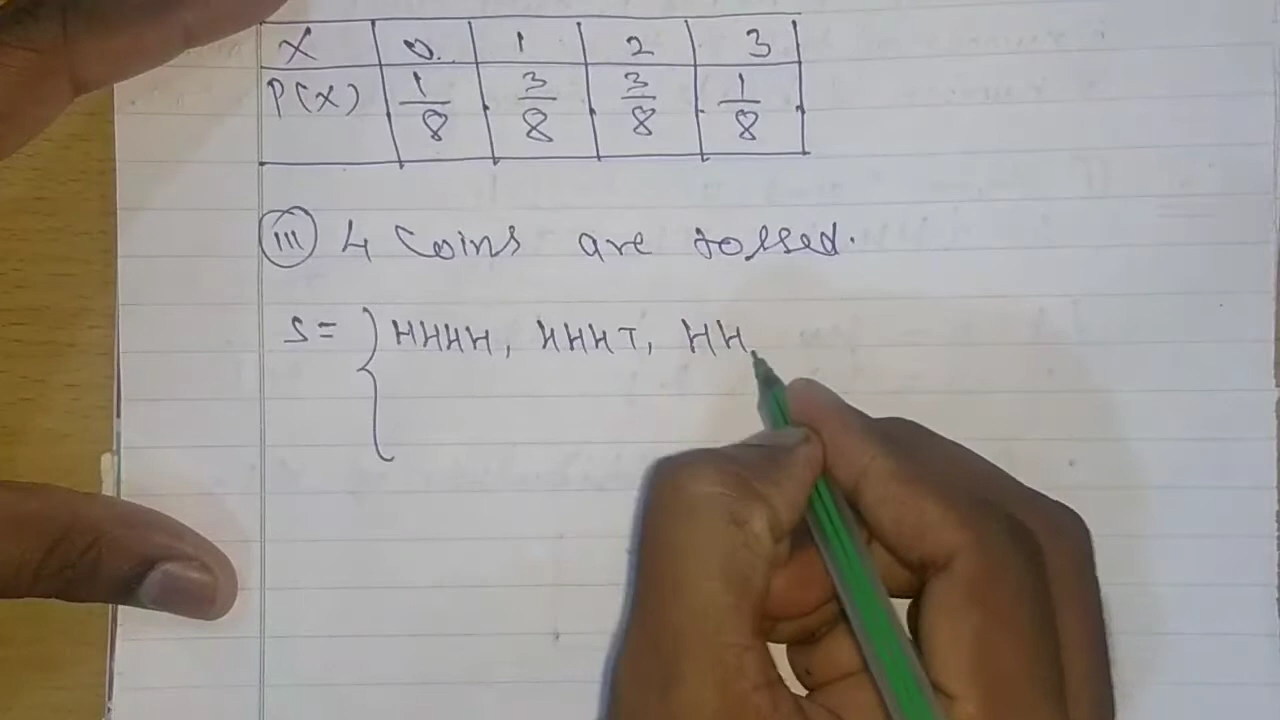 X 0 1 2 3
P(X) 1/8 3/8 3/8 1/8
(iii) 4 Coins are tossed.
S = { HHHH, HHHT, HH